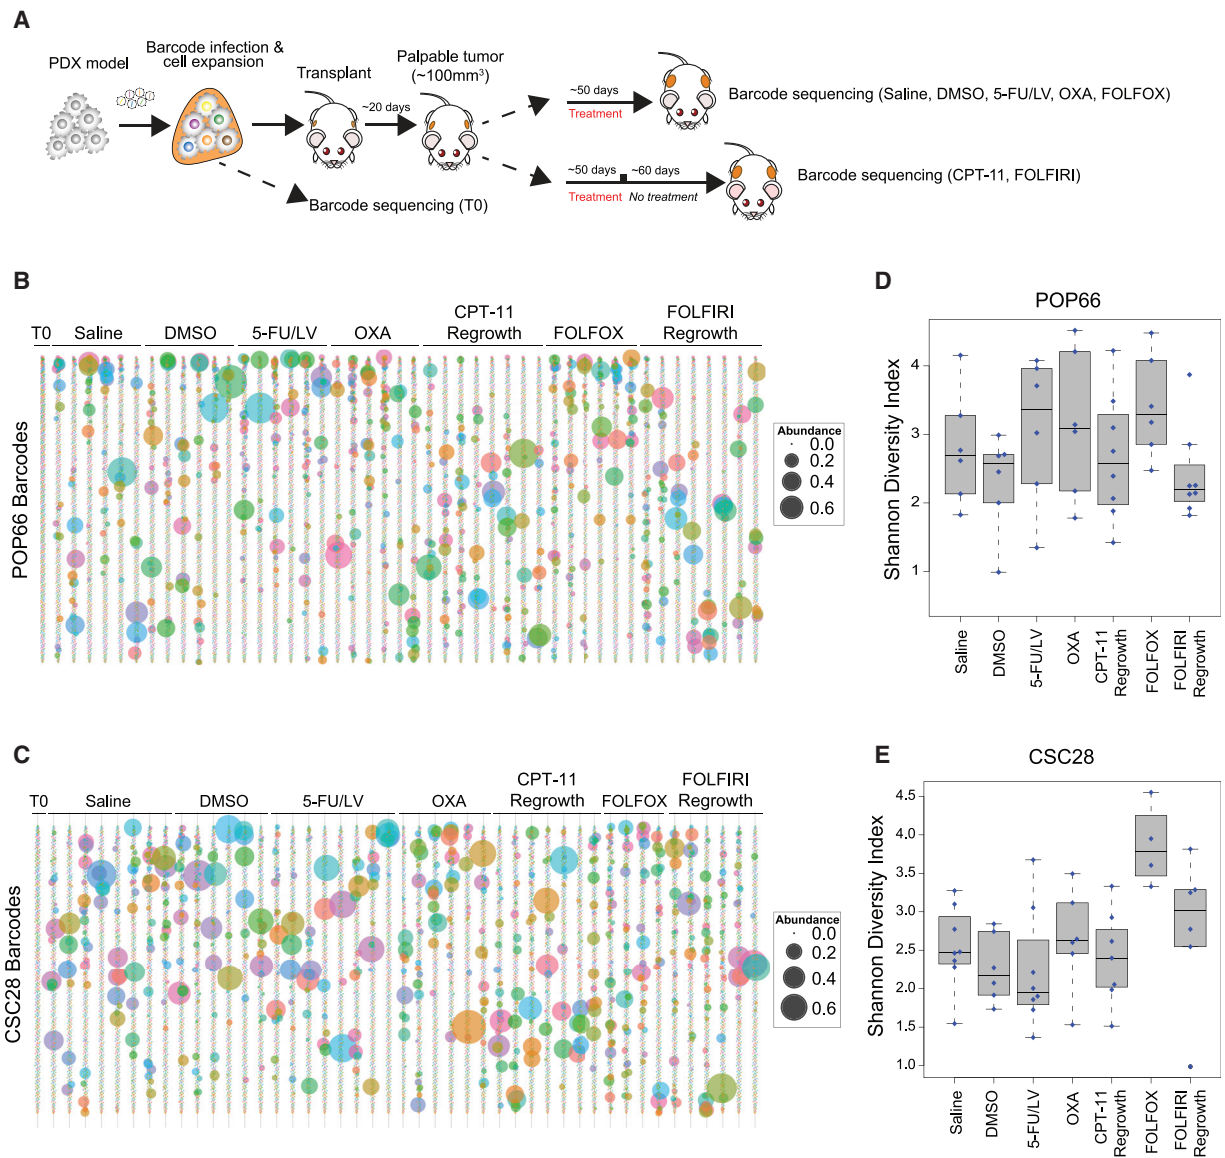 A
PDX model
Barcode infection &
cell expansion
Transplant
Palpable tumor
(~100mm³)
~20 days
~50 days
Treatment
Barcode sequencing (Saline, DMSO, 5-FU/LV, OXA, FOLFOX)
~50 days
~60 days
Treatment
No treatment
Barcode sequencing (CPT-11, FOLFIRI)
Barcode sequencing (T0)
B
T0
Saline
DMSO
5-FU/LV
OXA
CPT-11
Regrowth
FOLFOX
FOLFIRI
Regrowth
POP66 Barcodes
Abundance
0.0
0.2
0.4
0.6
D
POP66
Shannon Diversity Index
4
3
2
1
Saline
DMSO
5-FU/LV
OXA
CPT-11
Regrowth
FOLFOX
FOLFIRI
Regrowth
C
T0
Saline
DMSO
5-FU/LV
OXA
CPT-11
Regrowth
FOLFOX
FOLFIRI
Regrowth
CSC28 Barcodes
Abundance
0.0
0.2
0.4
0.6
E
CSC28
Shannon Diversity Index
4.5
4.0
3.5
3.0
2.5
2.0
1.5
1.0
Saline
DMSO
5-FU/LV
OXA
CPT-11
Regrowth
FOLFOX
FOLFIRI
Regrowth